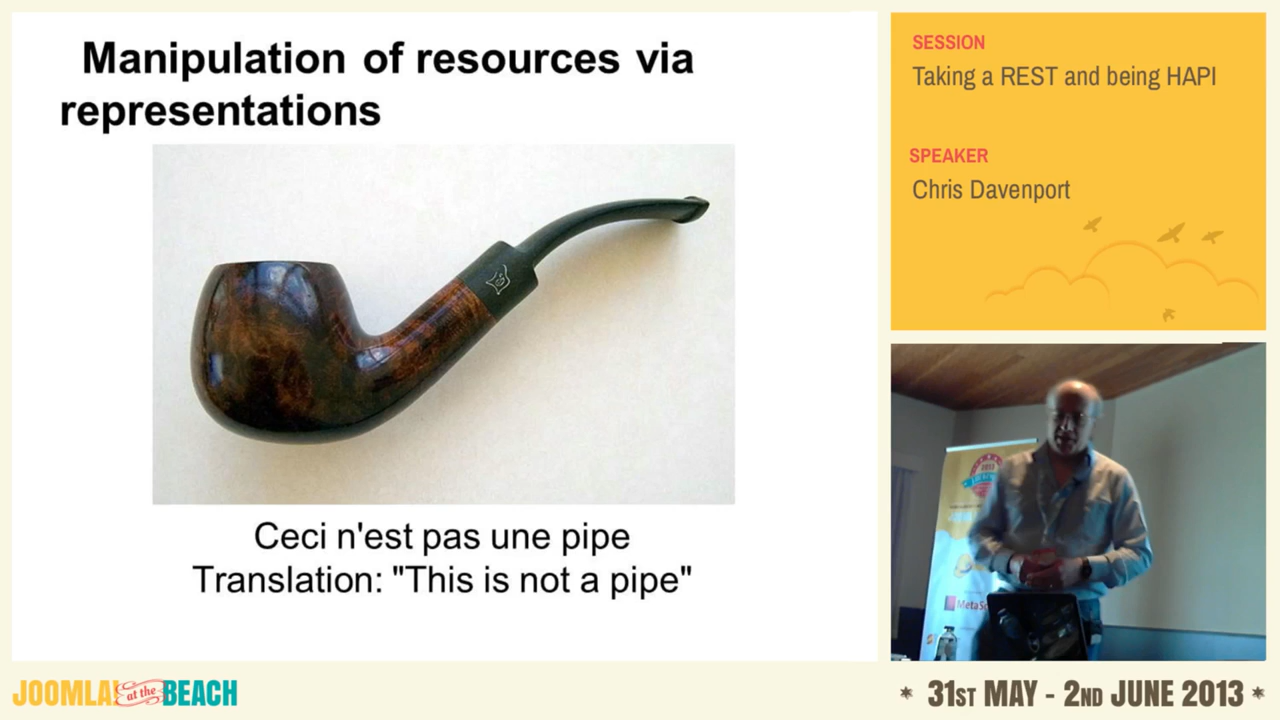 Manipulation of resources via
representations
Ceci n'est pas une pipe
Translation: "This is not a pipe"
SESSION
Taking a REST and being HAPI
SPEAKER
Chris Davenport
JOOMLA! at the BEACH
* 31ST MAY - 2ND JUNE 2013 *